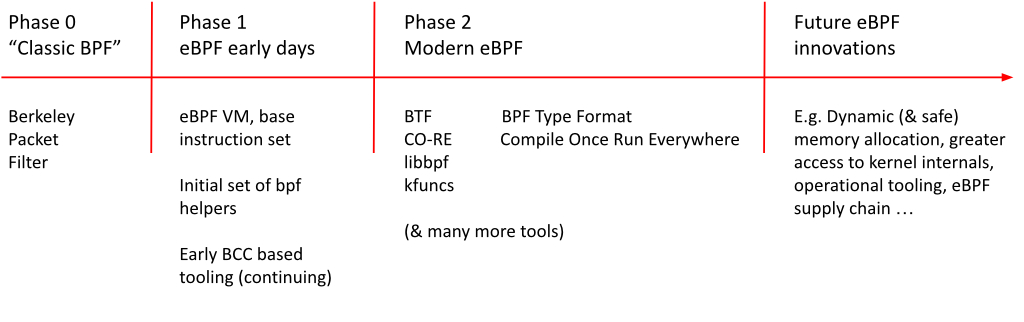 Phase 0
“Classic BPF”
Berkeley
Packet
Filter
Phase 1
eBPF early days
eBPF VM, base
instruction set
Initial set of bpf
helpers
Early BCC based
tooling (continuing)
Phase 2
Modern eBPF
BTF BPF Type Format
CO-RE Compile Once Run Everywhere
libbpf
kfuncs
(& many more tools)
Future eBPF
innovations
E.g. Dynamic (& safe)
memory allocation, greater
access to kernel internals,
operational tooling, eBPF
supply chain …